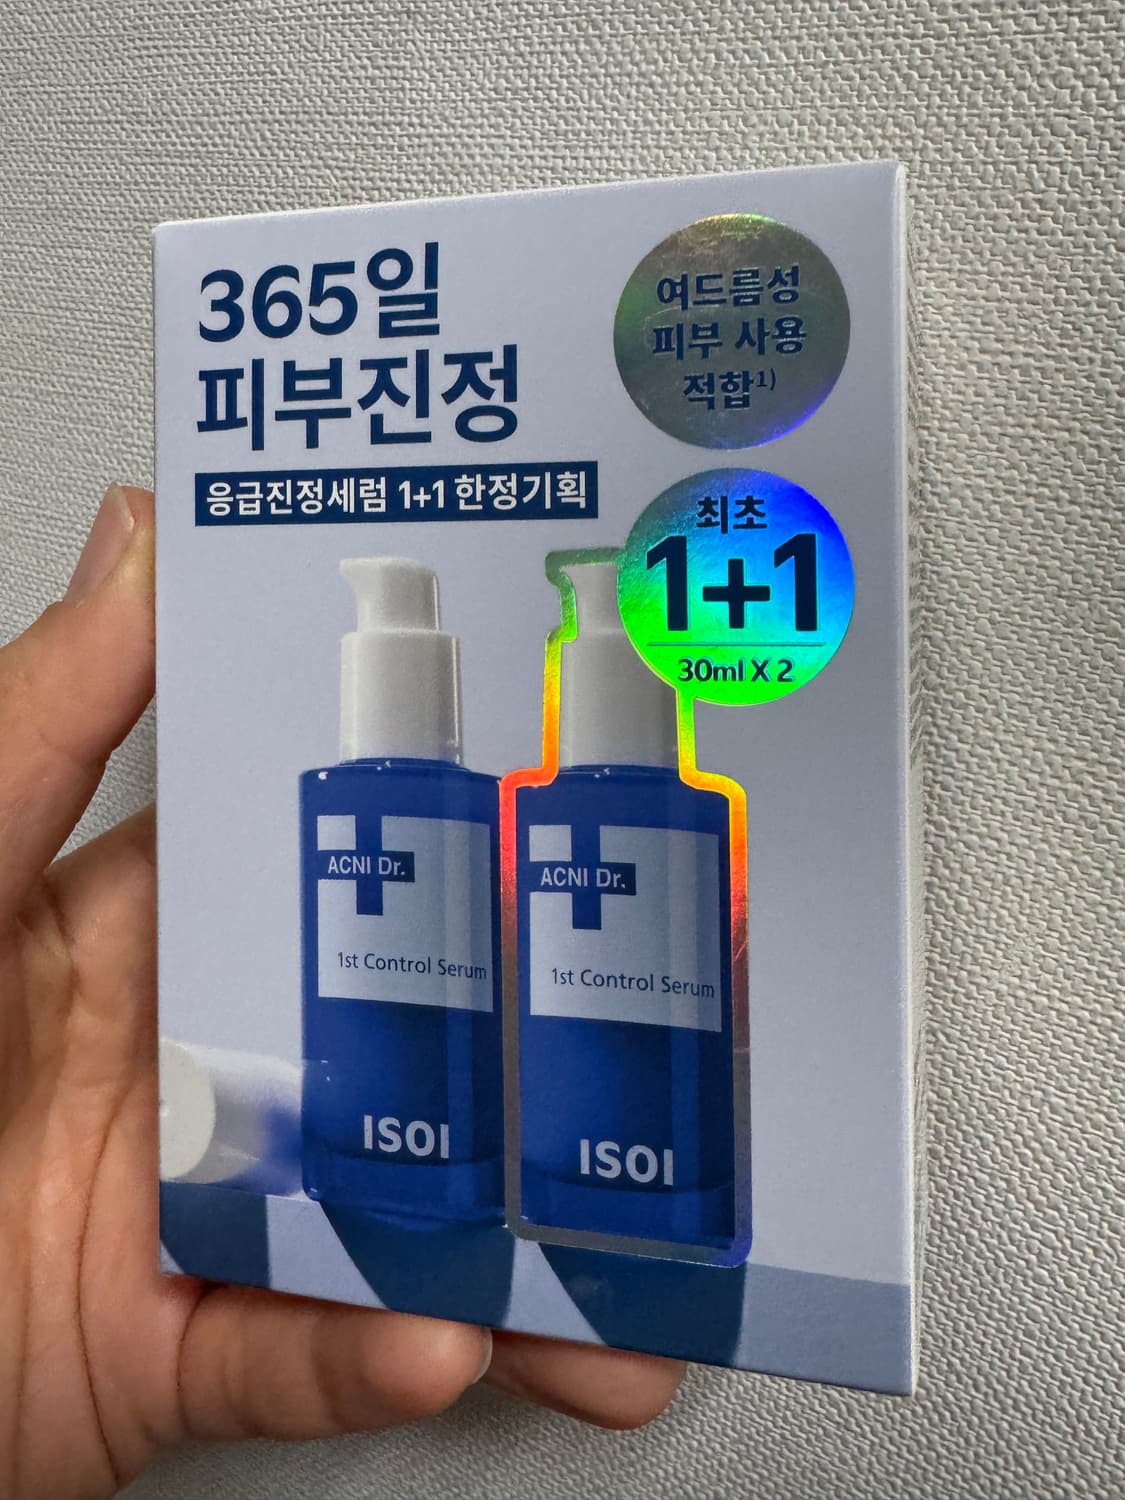 365일
피부진정
응급진정세럼 1+1 한정기획
여드름성
피부 사용
적합1)
최초
1+1
30ml X 2
ACNI Dr.
1st Control Serum
ISOI
ACNI Dr.
1st Control Serum
ISOI